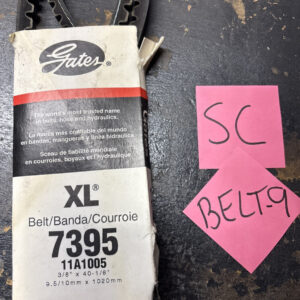 Gates®
The world's most trusted name
in belts, hose and hydraulics.
La marca más confiable del mundo
en bandas, mangueras y hidráulica.
Sceau de fiabilité mondiale
en courroies, boyaux et l'hydraulique
XL®
Belt/Banda/Courroie
7395
11A1005
3/8" x 40-1/8"
9.5/10mm x 1020mm
SC
BELT-9